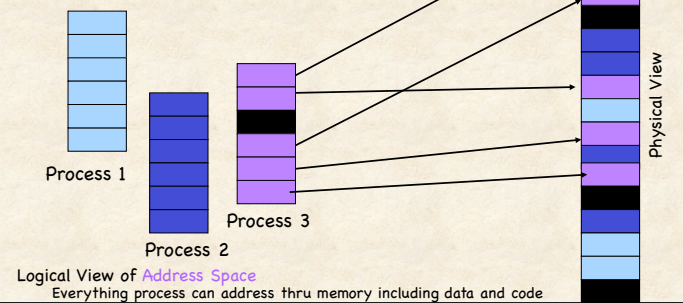 Process 1
Process 2
Process 3
Physical View
Logical View of Address Space
Everything process can address thru memory including data and code